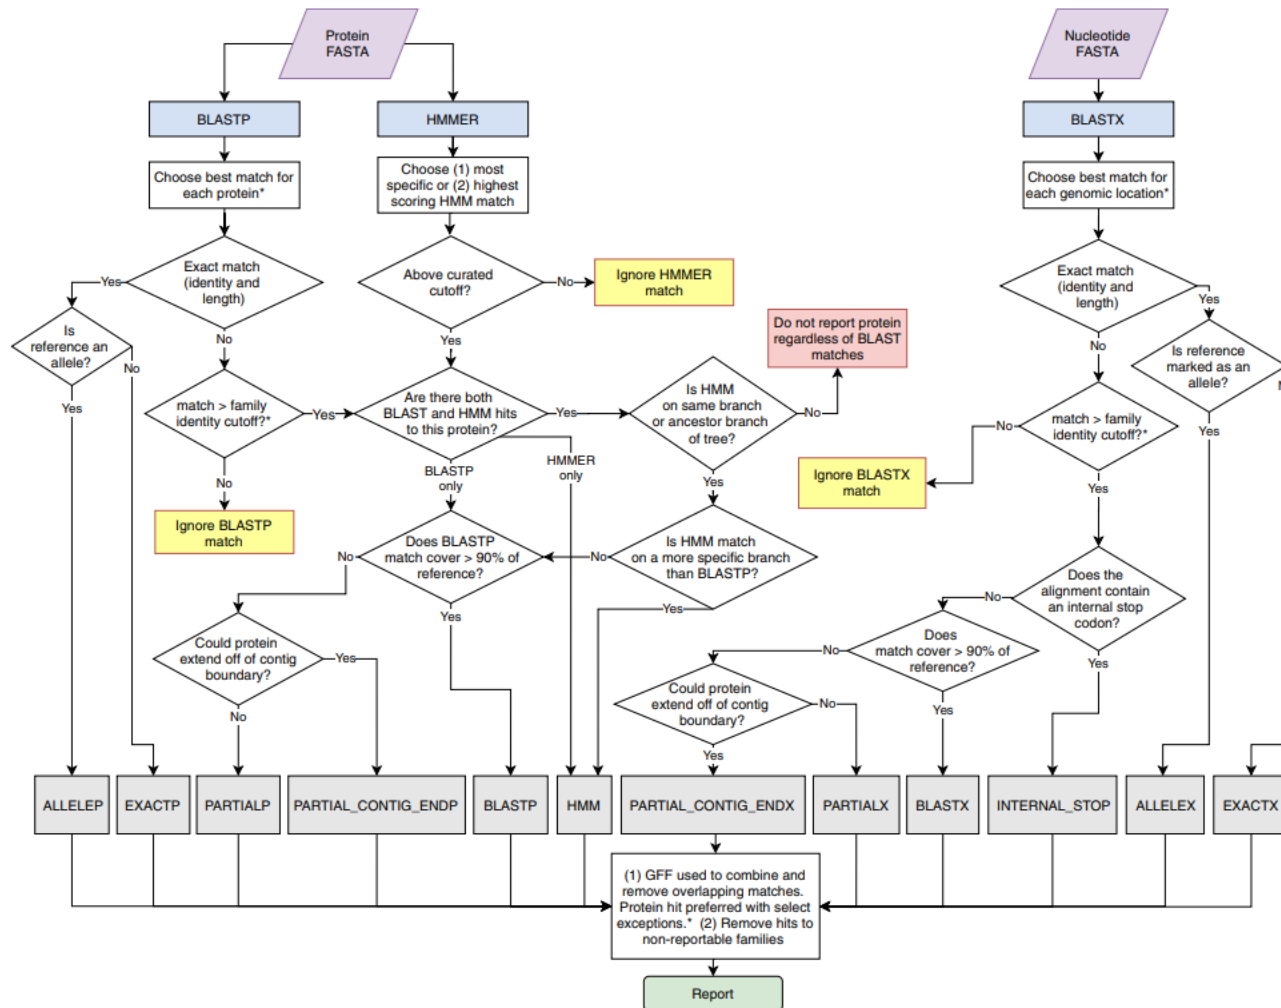 Protein
FASTA
Nucleotide
FASTA
BLASTP
HMMER
BLASTX
Choose best match for
each protein*
Choose (1) most
specific or (2) highest
scoring HMM match
Choose best match for
each genomic location*
Exact match
(identity and
length)
Yes
No
Above curated
cutoff?
No
Yes
Ignore HMMER
match
Exact match
(identity and
length)
Yes
No
Is
reference an
allele?
No
Yes
Do not report protein
regardless of BLAST
matches
Is reference
marked as an
allele?
Yes
match > family
identity cutoff?*
Yes
No
Are there both
BLAST and HMM hits
to this protein?
Yes
BLASTP
only
HMMER
only
Is HMM
on same branch
or ancestor branch
of tree?
No
Yes
match > family
identity cutoff?*
No
Yes
Ignore BLASTP
match
Ignore BLASTX
match
Does BLASTP
match cover > 90% of
reference?
No
Yes
Is HMM match
on a more specific branch
than BLASTP?
No
Yes
Does the
alignment contain
an internal stop
codon?
No
Yes
Could protein
extend off of contig
boundary?
Yes
No
Does
match cover > 90% of
reference?
No
Yes
Could protein
extend off of contig
boundary?
No
Yes
ALLELEP
EXACTP
PARTIALP
PARTIAL_CONTIG_ENDP
BLASTP
HMM
PARTIAL_CONTIG_ENDX
PARTIALX
BLASTX
INTERNAL_STOP
ALLELEX
EXACTX
(1) GFF used to combine and
remove overlapping matches.
Protein hit preferred with select
exceptions.* (2) Remove hits to
non-reportable families
Report